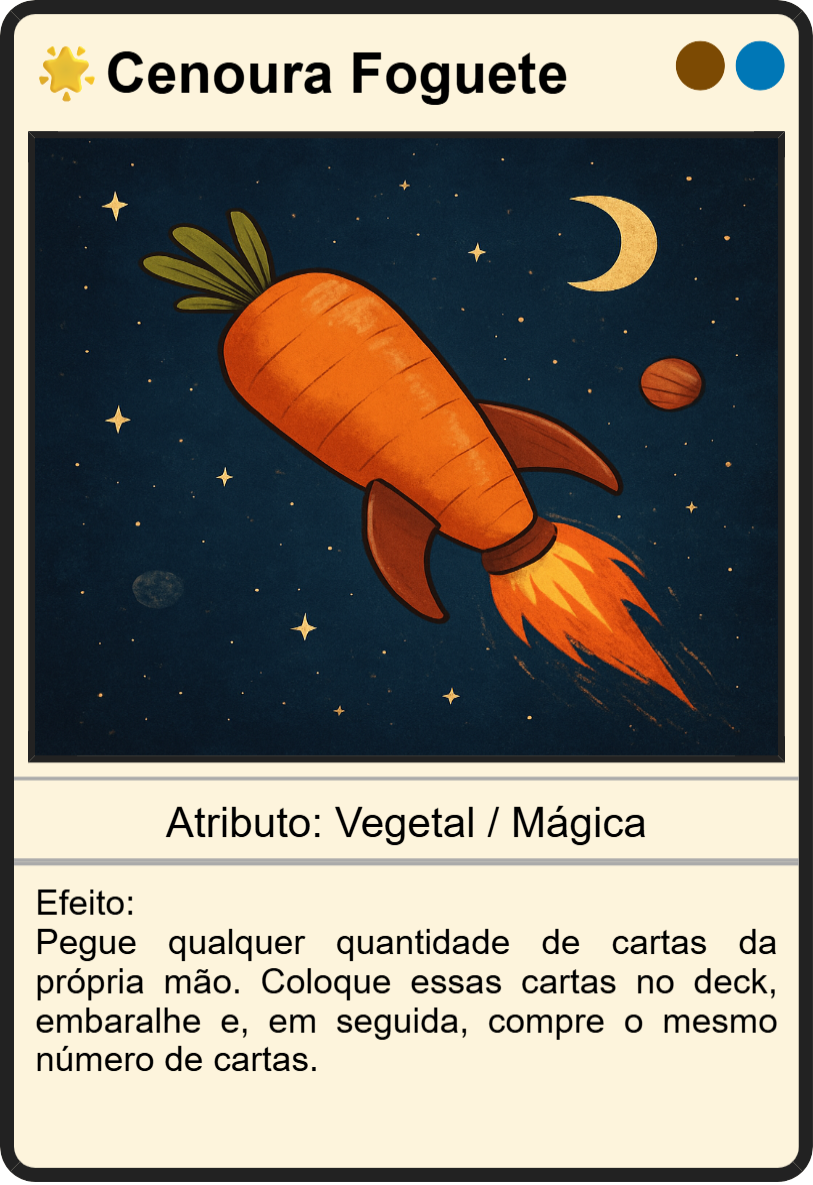 Cenoura Foguete
Atributo: Vegetal / Mágica
Efeito:
Pegue qualquer quantidade de cartas da
própria mão. Coloque essas cartas no deck,
embaralhe e, em seguida, compre o mesmo
número de cartas.